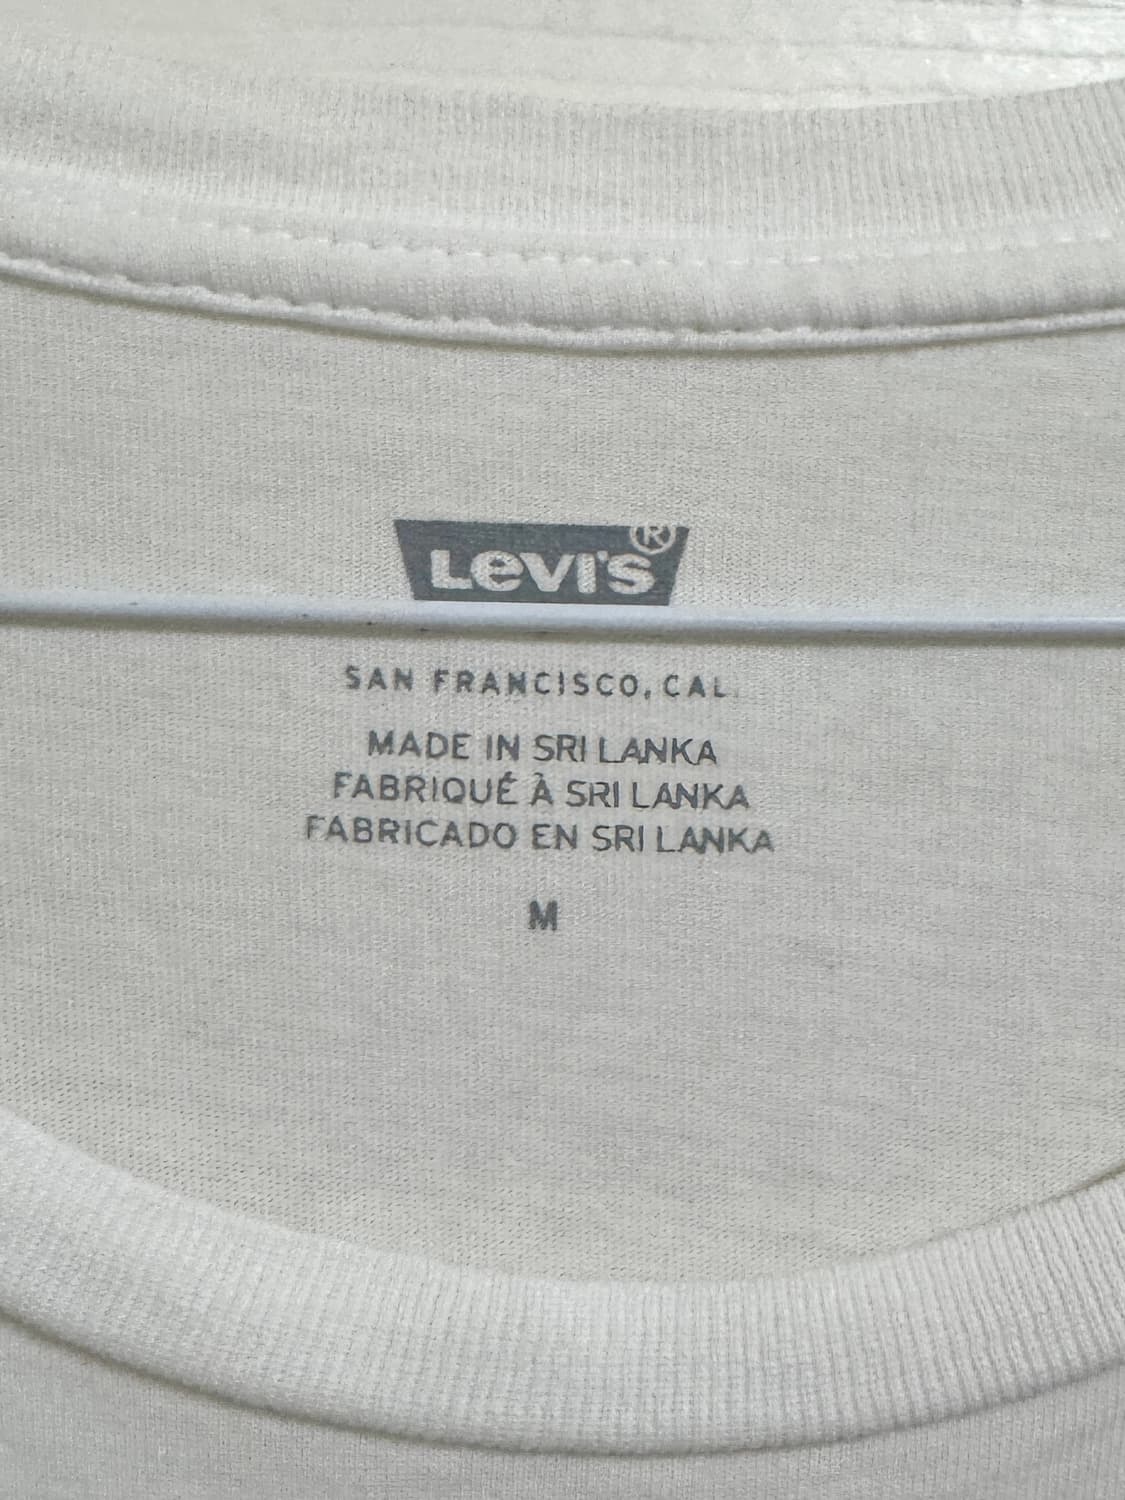 LEVI'S®
SAN FRANCISCO, CAL.
MADE IN SRI LANKA
FABRIQUÉ À SRI LANKA
FABRICADO EN SRI LANKA
M